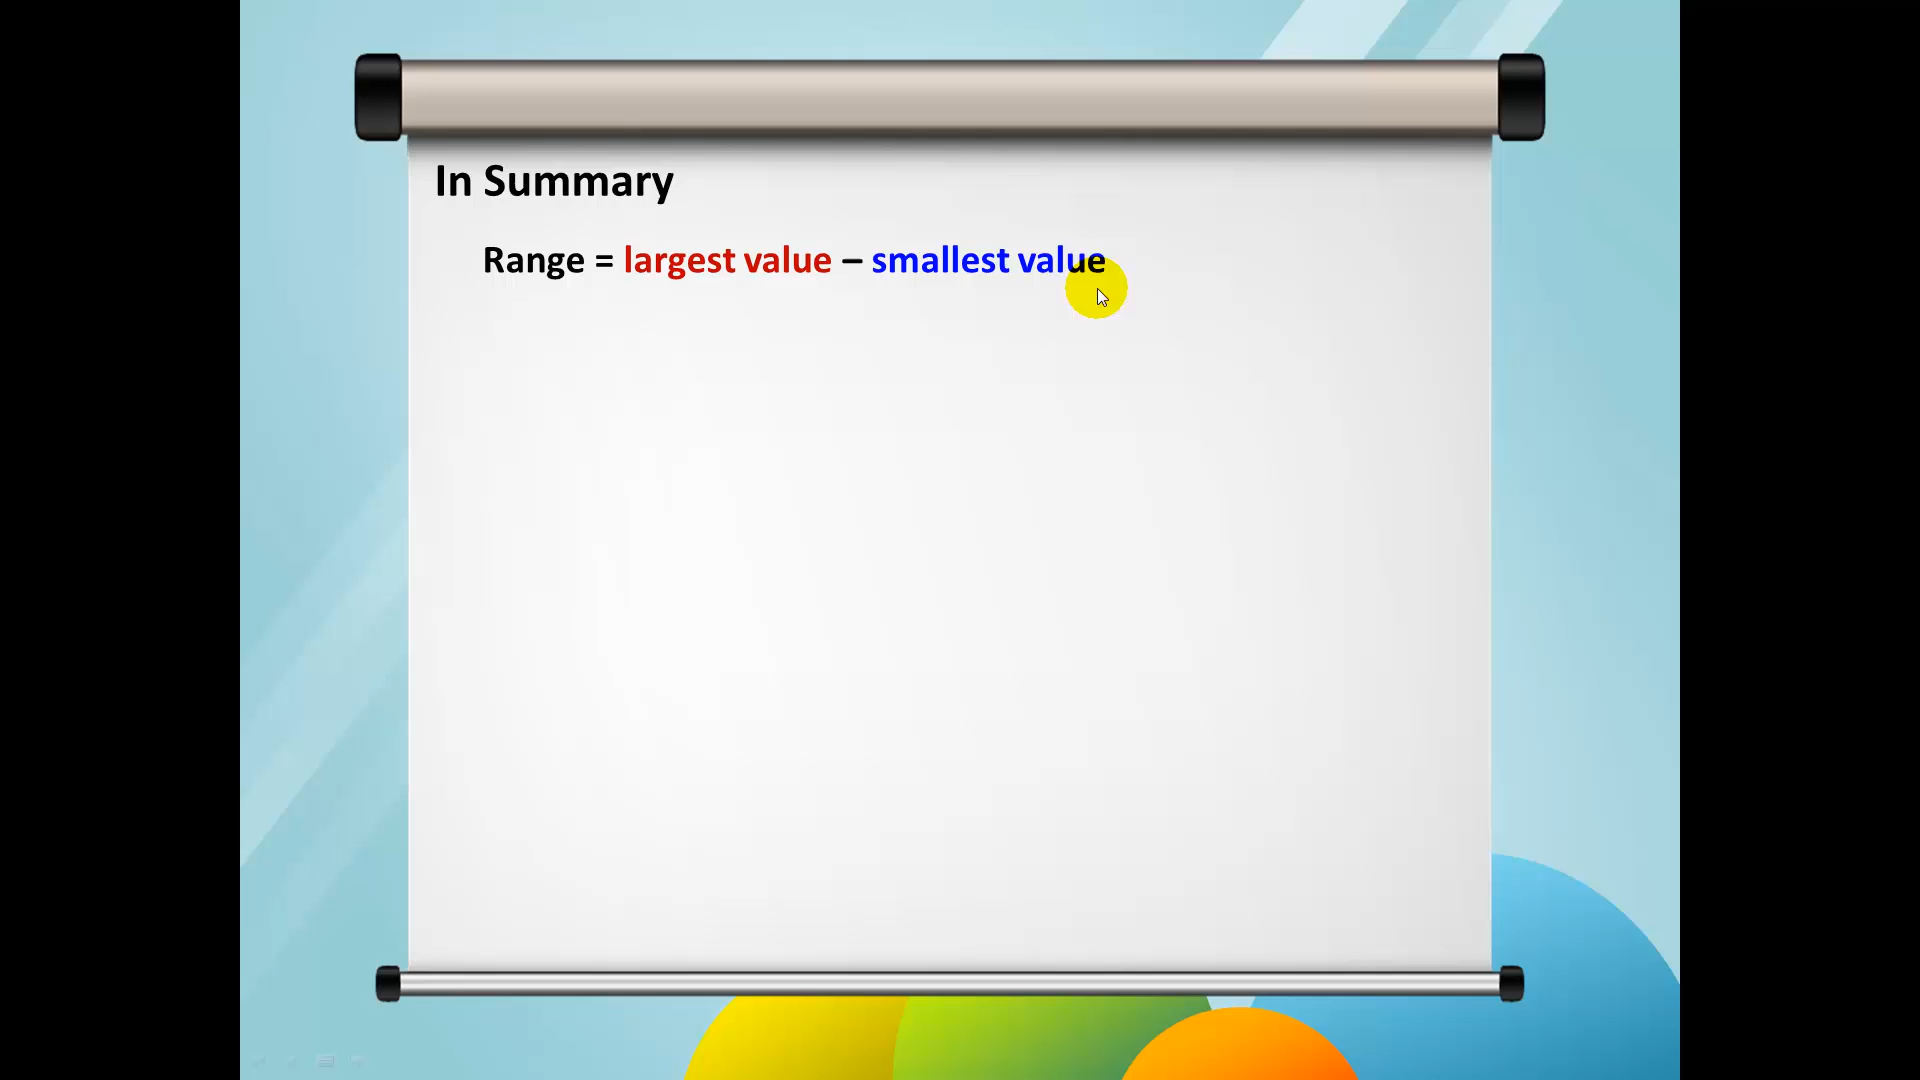 In Summary
Range = largest value – smallest value